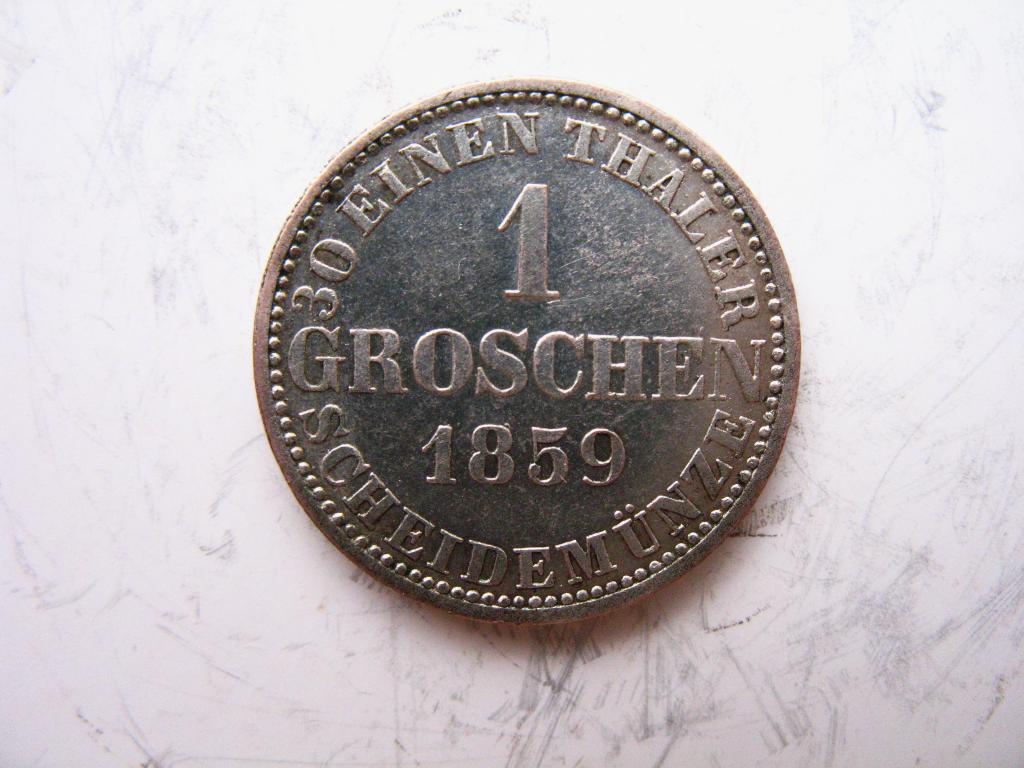 30 EINEN THALER
1
GROSCHEN
1859
SCHEIDEMÜNZE